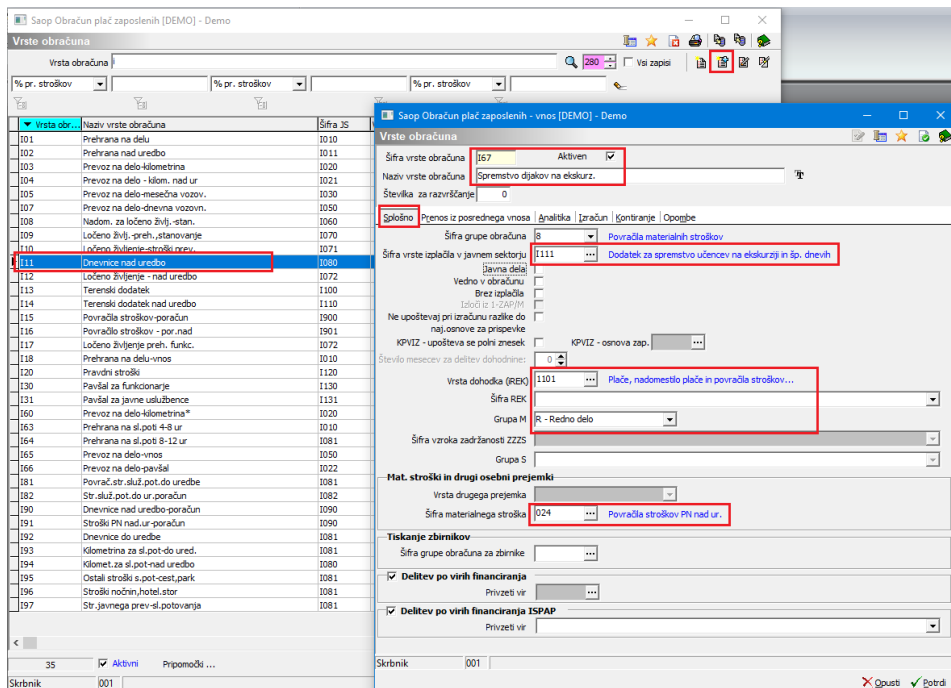 Saop Obračun plač zaposlenih [DEMO] - Demo
Vrste obračuna
Vrsta obračuna I
280
Vsi zapisi
% pr. stroškov % pr. stroškov % pr. stroškov
Vrsta obr... Naziv vrste obračuna Šifra JS
I01 Prehrana na delu I010
I02 Prehrana nad uredbo I011
I03 Prevoz na delo-kilometrina I020
I04 Prevoz na delo - kilom. nad ur I021
I05 Prevoz na delo-mesečna vozov. I030
I07 Prevoz na delo-dnevna vozovn. I050
I08 Nadom. za ločeno življ.-stan. I060
I09 Ločeno življ.-preh.,stanovanje I070
I10 Ločeno življenje-stroški prev. I071
I11 Dnevnice nad uredbo I080
I12 Ločeno življenje - nad uredbo I072
I13 Terenski dodatek I100
I14 Terenski dodatek nad uredbo I110
I15 Povračila stroškov-poračun I900
I16 Povračilo stroškov - por.nad I901
I17 Ločeno življenje preh. funkc. I072
I18 Prehrana na delu-vnos I010
I20 Pravdni stroški I120
I30 Pavšal za funkcionarje I130
I31 Pavšal za javne uslužbence I131
I60 Prevoz na delo-kilometrina* I020
I63 Prehrana na sl.poti 4-8 ur I010
I64 Prehrana na sl.poti 8-12 ur I081
I65 Prevoz na delo-vnos I050
I66 Prevoz na delo-pavšal I022
I81 Povrač.str.služ.pot.do uredbe I081
I82 Str.služ.pot.do ur.poračun I082
I90 Dnevnice nad uredbo-poračun I090
I91 Stroški PN nad.ur-poračun I090
I92 Dnevnice do uredbe I081
I93 Kilometrina za sl.pot-do ured. I081
I94 Kilomet.za sl.pot-nad uredbo I080
I95 Ostali stroški s.pot-cest,park I081
I96 Stroški nočnin,hotel.stor I081
I97 Str.javnega prev-sl.potovanja I081
35 Aktivni Pripomočki ...
Skrbnik 001
Saop Obračun plač zaposlenih - vnos [DEMO] - Demo
Vrste obračuna
Šifra vrste obračuna I67 Aktiven
Naziv vrste obračuna Spremstvo dijakov na ekskurz.
Številka za razvrščanje 0
Splošno Prenos iz posrednega vnosa Analitika Izračun Kontiranje Opombe
Šifra grupe obračuna 8 Povračila materialnih stroškov
Šifra vrste izplačila v javnem sektorju I111 Dodatek za spremstvo učencev na ekskurziji in šp. dnevih
Javna dela
Vedno v obračunu
Brez izplačila
Izloči iz 1-ZAP/M
Ne upoštevaj pri izračunu razlike do
naj.osnove za prispevke
KPVIZ - upošteva se polni znesek KPVIZ - osnova zap.
Število mesecev za delitev dohodnine: 0
Vrsta dohodka (iREK) 1101 Plače, nadomestilo plače in povračila stroškov...
Šifra REK
Grupa M R - Redno delo
Šifra vzroka zadržanosti ZZZS
Grupa S
Mat. stroški in drugi osebni prejemki
Vrsta drugega prejemka
Šifra materialnega stroška 024 Povračila stroškov PN nad ur.
Tiskanje zbirnikov
Šifra grupe obračuna za zbirnike
Delitev po virih financiranja
Privzeti vir
Delitev po virih financiranja ISPAP
Privzeti vir
Skrbnik 001
Opusti Potrdi